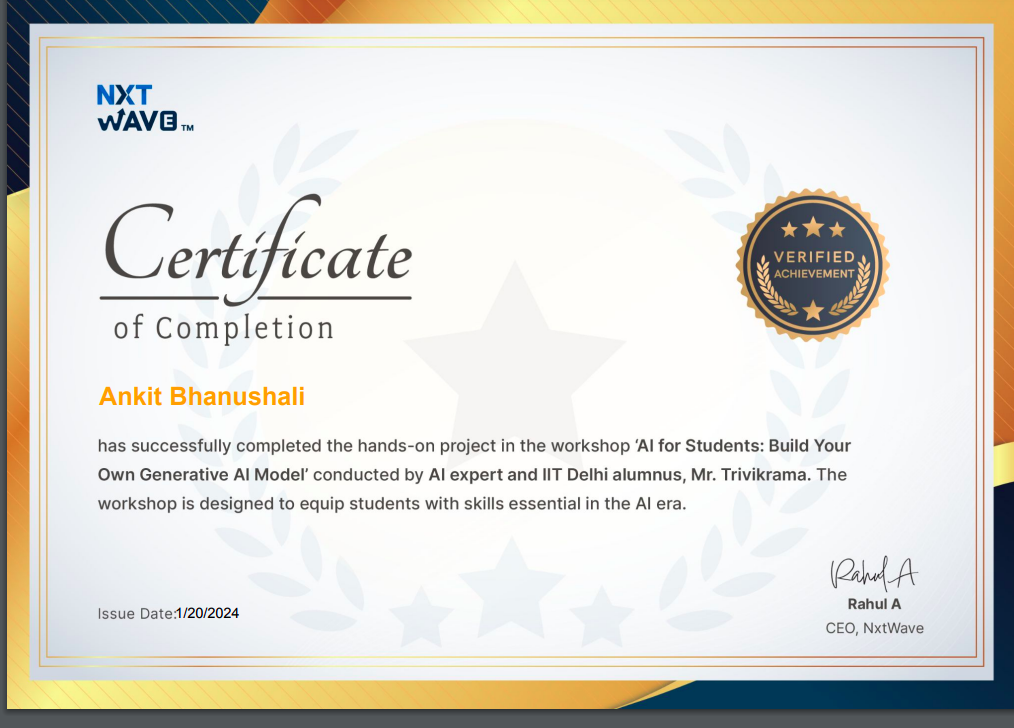 NXT
WAVE™
Certificate
of Completion
VERIFIED
ACHIEVEMENT
Ankit Bhanushali
has successfully completed the hands-on project in the workshop ‘AI for Students: Build Your
Own Generative AI Model’ conducted by AI expert and IIT Delhi alumnus, Mr. Trivikrama. The
workshop is designed to equip students with skills essential in the AI era.
Issue Date:1/20/2024
Rahul A
Rahul A
CEO, NxtWave